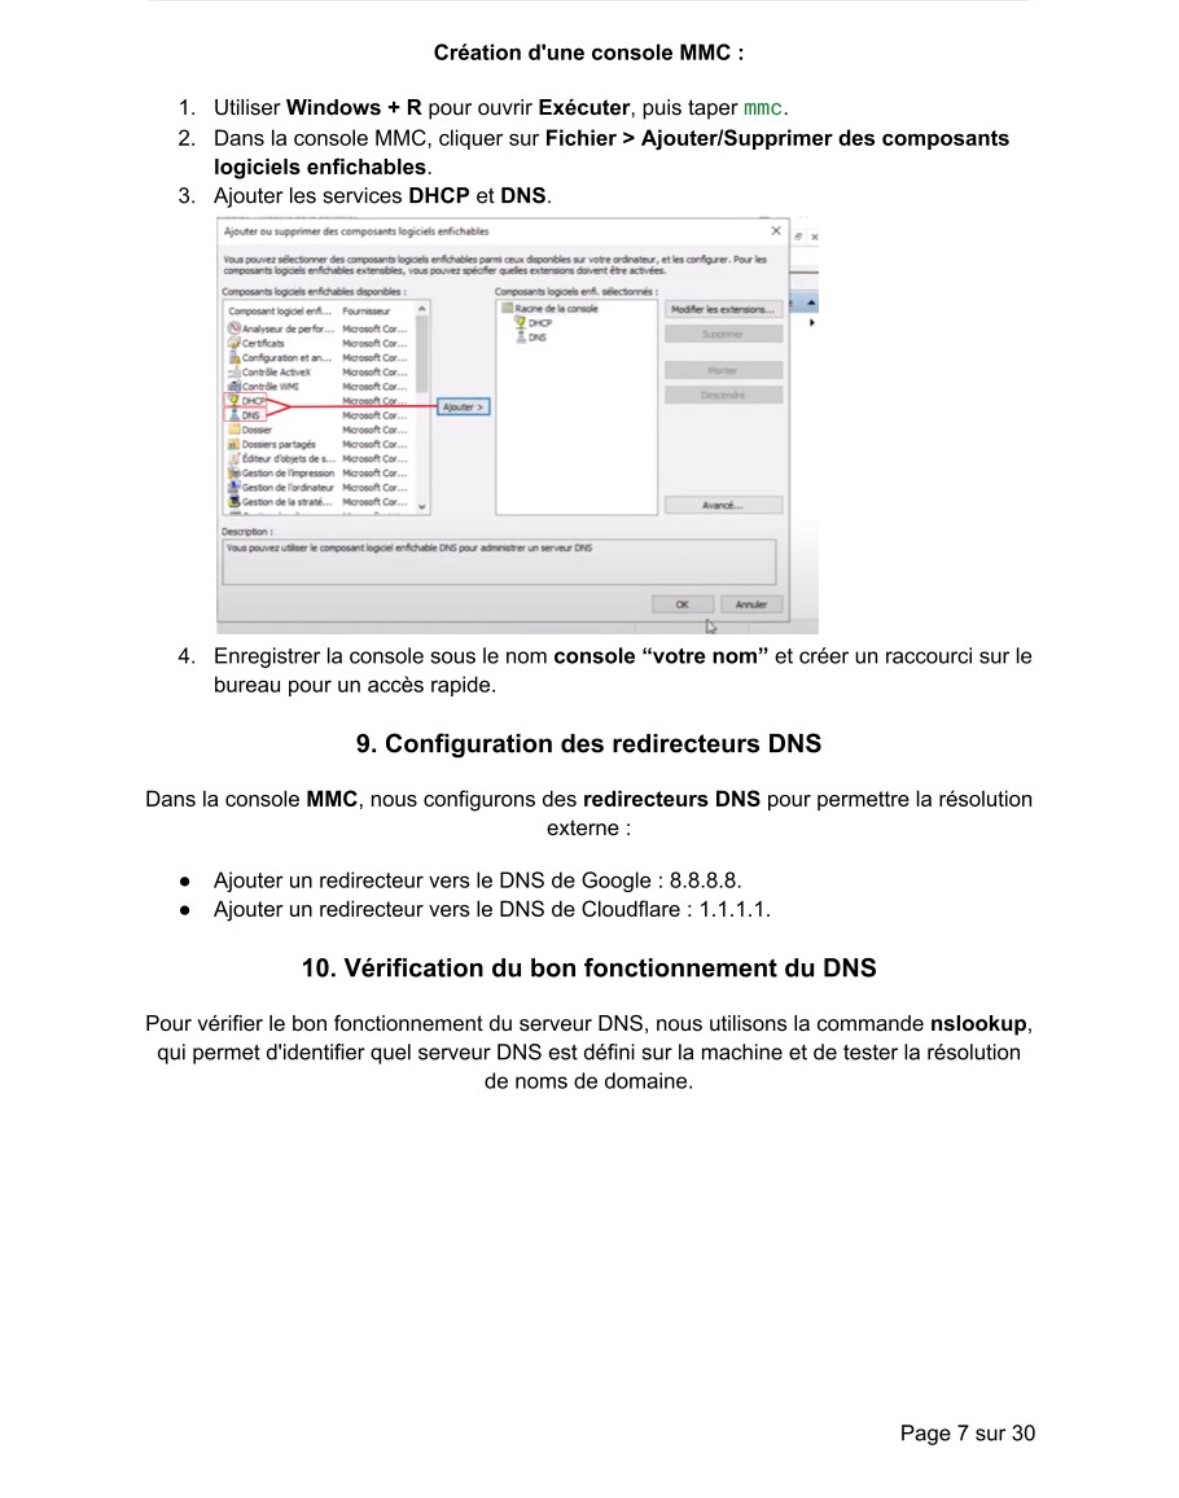 Création d'une console MMC :
1. Utiliser Windows + R pour ouvrir Exécuter, puis taper mmc.
2. Dans la console MMC, cliquer sur Fichier > Ajouter/Supprimer des composants
logiciels enfichables.
3. Ajouter les services DHCP et DNS.
Ajouter ou supprimer des composants logiciels enfichables
Vous pouvez sélectionner des composants logiciels enfichables parmi ceux disponibles sur votre ordinateur, et les configurer. Pour les
composants logiciels enfichables extensibles, vous pouvez spécifier quelles extensions doivent être activées.
Composants logiciels enfichables disponibles :
Composant logiciel enfi... Fournisseur
Analyseur de perfor... Microsoft Cor...
Certificats Microsoft Cor...
Configuration et an... Microsoft Cor...
Contrôle ActiveX Microsoft Cor...
Contrôle WMI Microsoft Cor...
DHCP Microsoft Cor...
DNS Microsoft Cor...
Dossier Microsoft Cor...
Dossiers partagés Microsoft Cor...
Éditeur d'objets de s... Microsoft Cor...
Gestion de l'impression Microsoft Cor...
Gestion de l'ordinateur Microsoft Cor...
Gestion de la straté... Microsoft Cor...
Ajouter >
Composants logiciels enfi. sélectionnés :
Racine de la console
DHCP
DNS
Modifier les extensions...
Supprimer
Monter
Descendre
Avancé...
Description :
Vous pouvez utiliser le composant logiciel enfichable DNS pour administrer un serveur DNS
OK Annuler
4. Enregistrer la console sous le nom console “votre nom” et créer un raccourci sur le
bureau pour un accès rapide.
9. Configuration des redirecteurs DNS
Dans la console MMC, nous configurons des redirecteurs DNS pour permettre la résolution
externe :
● Ajouter un redirecteur vers le DNS de Google : 8.8.8.8.
● Ajouter un redirecteur vers le DNS de Cloudflare : 1.1.1.1.
10. Vérification du bon fonctionnement du DNS
Pour vérifier le bon fonctionnement du serveur DNS, nous utilisons la commande nslookup,
qui permet d'identifier quel serveur DNS est défini sur la machine et de tester la résolution
de noms de domaine.
Page 7 sur 30